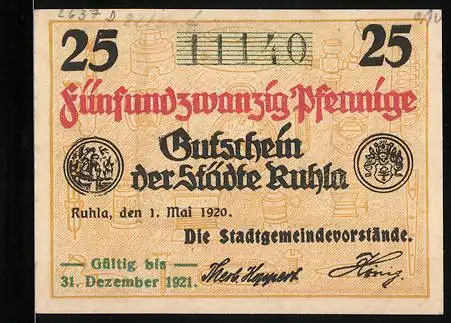 25 11140 25
Fünfundzwanzig Pfennige
Gutschein
der Städte Ruhla
Ruhla, den 1. Mai 1920.
Die Stadtgemeindevorstände.
Gültig bis
31. Dezember 1921.